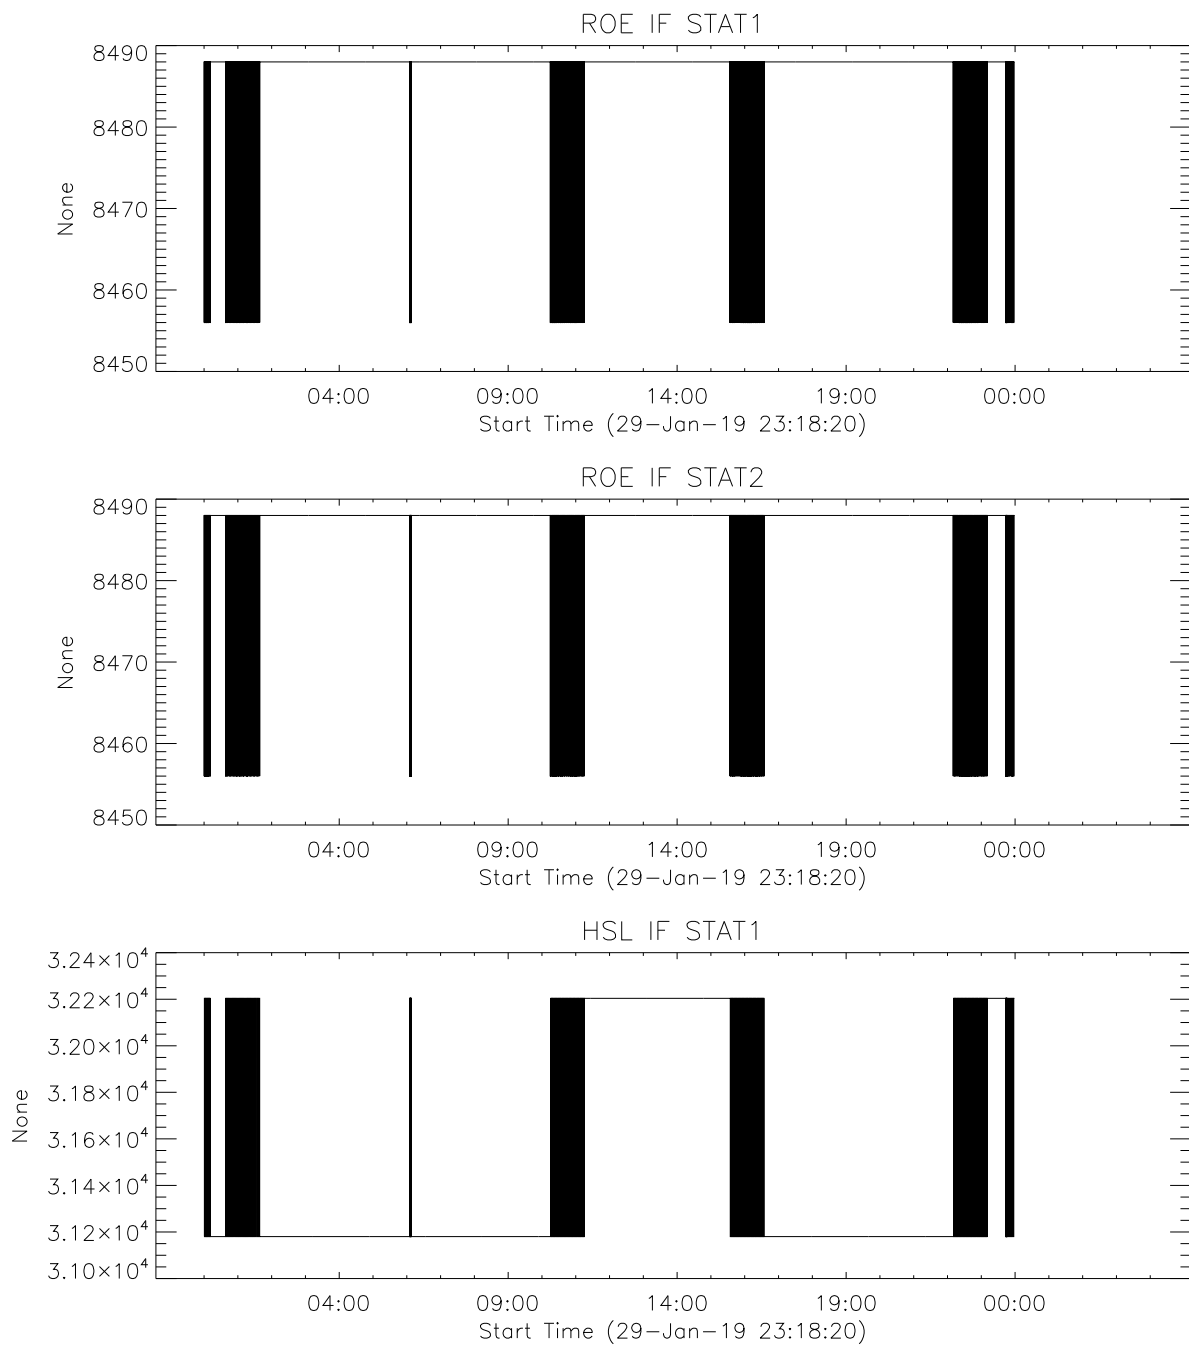 ROE IF STAT1
8490
8480
8470
8460
8450
None
04:00 09:00 14:00 19:00 00:00
Start Time (29-Jan-19 23:18:20)
ROE IF STAT2
8490
8480
8470
8460
8450
None
04:00 09:00 14:00 19:00 00:00
Start Time (29-Jan-19 23:18:20)
HSL IF STAT1
3.24×10⁴
3.22×10⁴
3.20×10⁴
3.18×10⁴
3.16×10⁴
3.14×10⁴
3.12×10⁴
3.10×10⁴
None
04:00 09:00 14:00 19:00 00:00
Start Time (29-Jan-19 23:18:20)